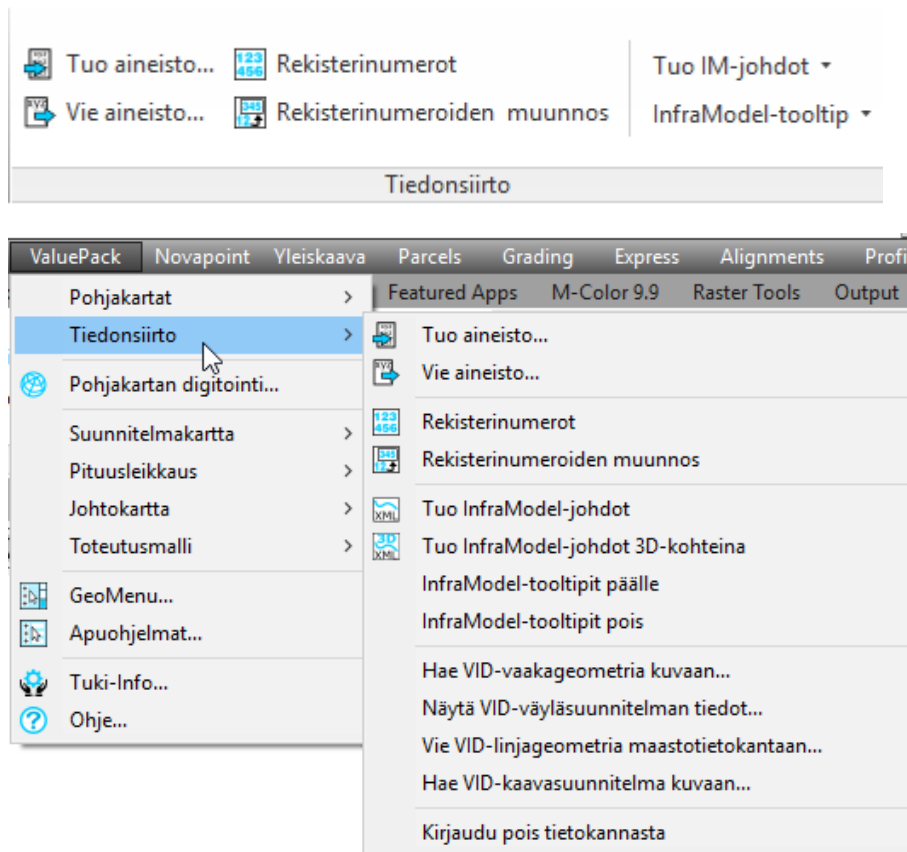 Tuo aineisto... Rekisterinumerot Tuo IM-johdot
Vie aineisto... Rekisterinumeroiden muunnos InfraModel-tooltip
Tiedonsiirto
ValuePack Novapoint Yleiskaava Parcels Grading Express Alignments Profi
Featured Apps M-Color 9.9 Raster Tools Output
Pohjakartat
Tiedonsiirto
Pohjakartan digitointi...
Suunnitelmakartta
Pituusleikkaus
Johtokartta
Toteutusmalli
GeoMenu...
Apuohjelmat...
Tuki-Info...
Ohje...
Tuo aineisto...
Vie aineisto...
Rekisterinumerot
Rekisterinumeroiden muunnos
Tuo InfraModel-johdot
Tuo InfraModel-johdot 3D-kohteina
InfraModel-tooltipit päälle
InfraModel-tooltipit pois
Hae VID-vaakageometria kuvaan...
Näytä VID-väyläsuunnitelman tiedot...
Vie VID-linjageometria maastotietokantaan...
Hae VID-kaavasuunnitelma kuvaan...
Kirjaudu pois tietokannasta